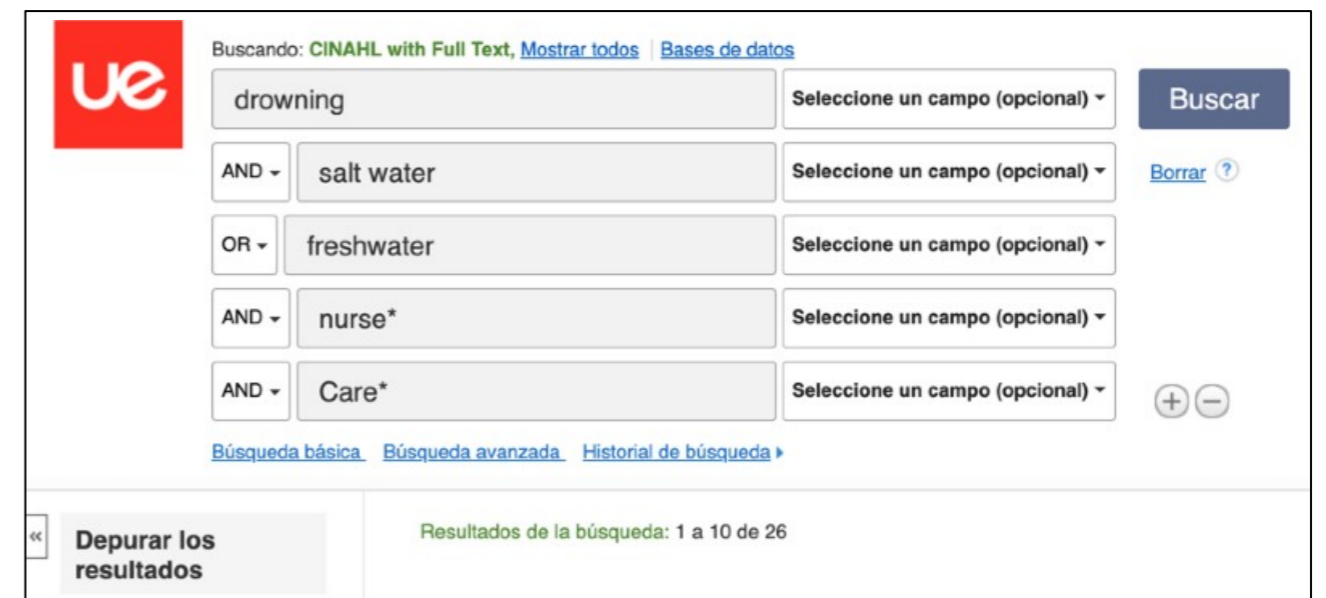 ue
Buscando: CINAHL with Full Text, Mostrar todos | Bases de datos
drowning Seleccione un campo (opcional) Buscar
AND salt water Seleccione un campo (opcional) Borrar ?
OR freshwater Seleccione un campo (opcional)
AND nurse* Seleccione un campo (opcional)
AND Care* Seleccione un campo (opcional) + −
Búsqueda básica Búsqueda avanzada Historial de búsqueda
« Depurar los
resultados
Resultados de la búsqueda: 1 a 10 de 26